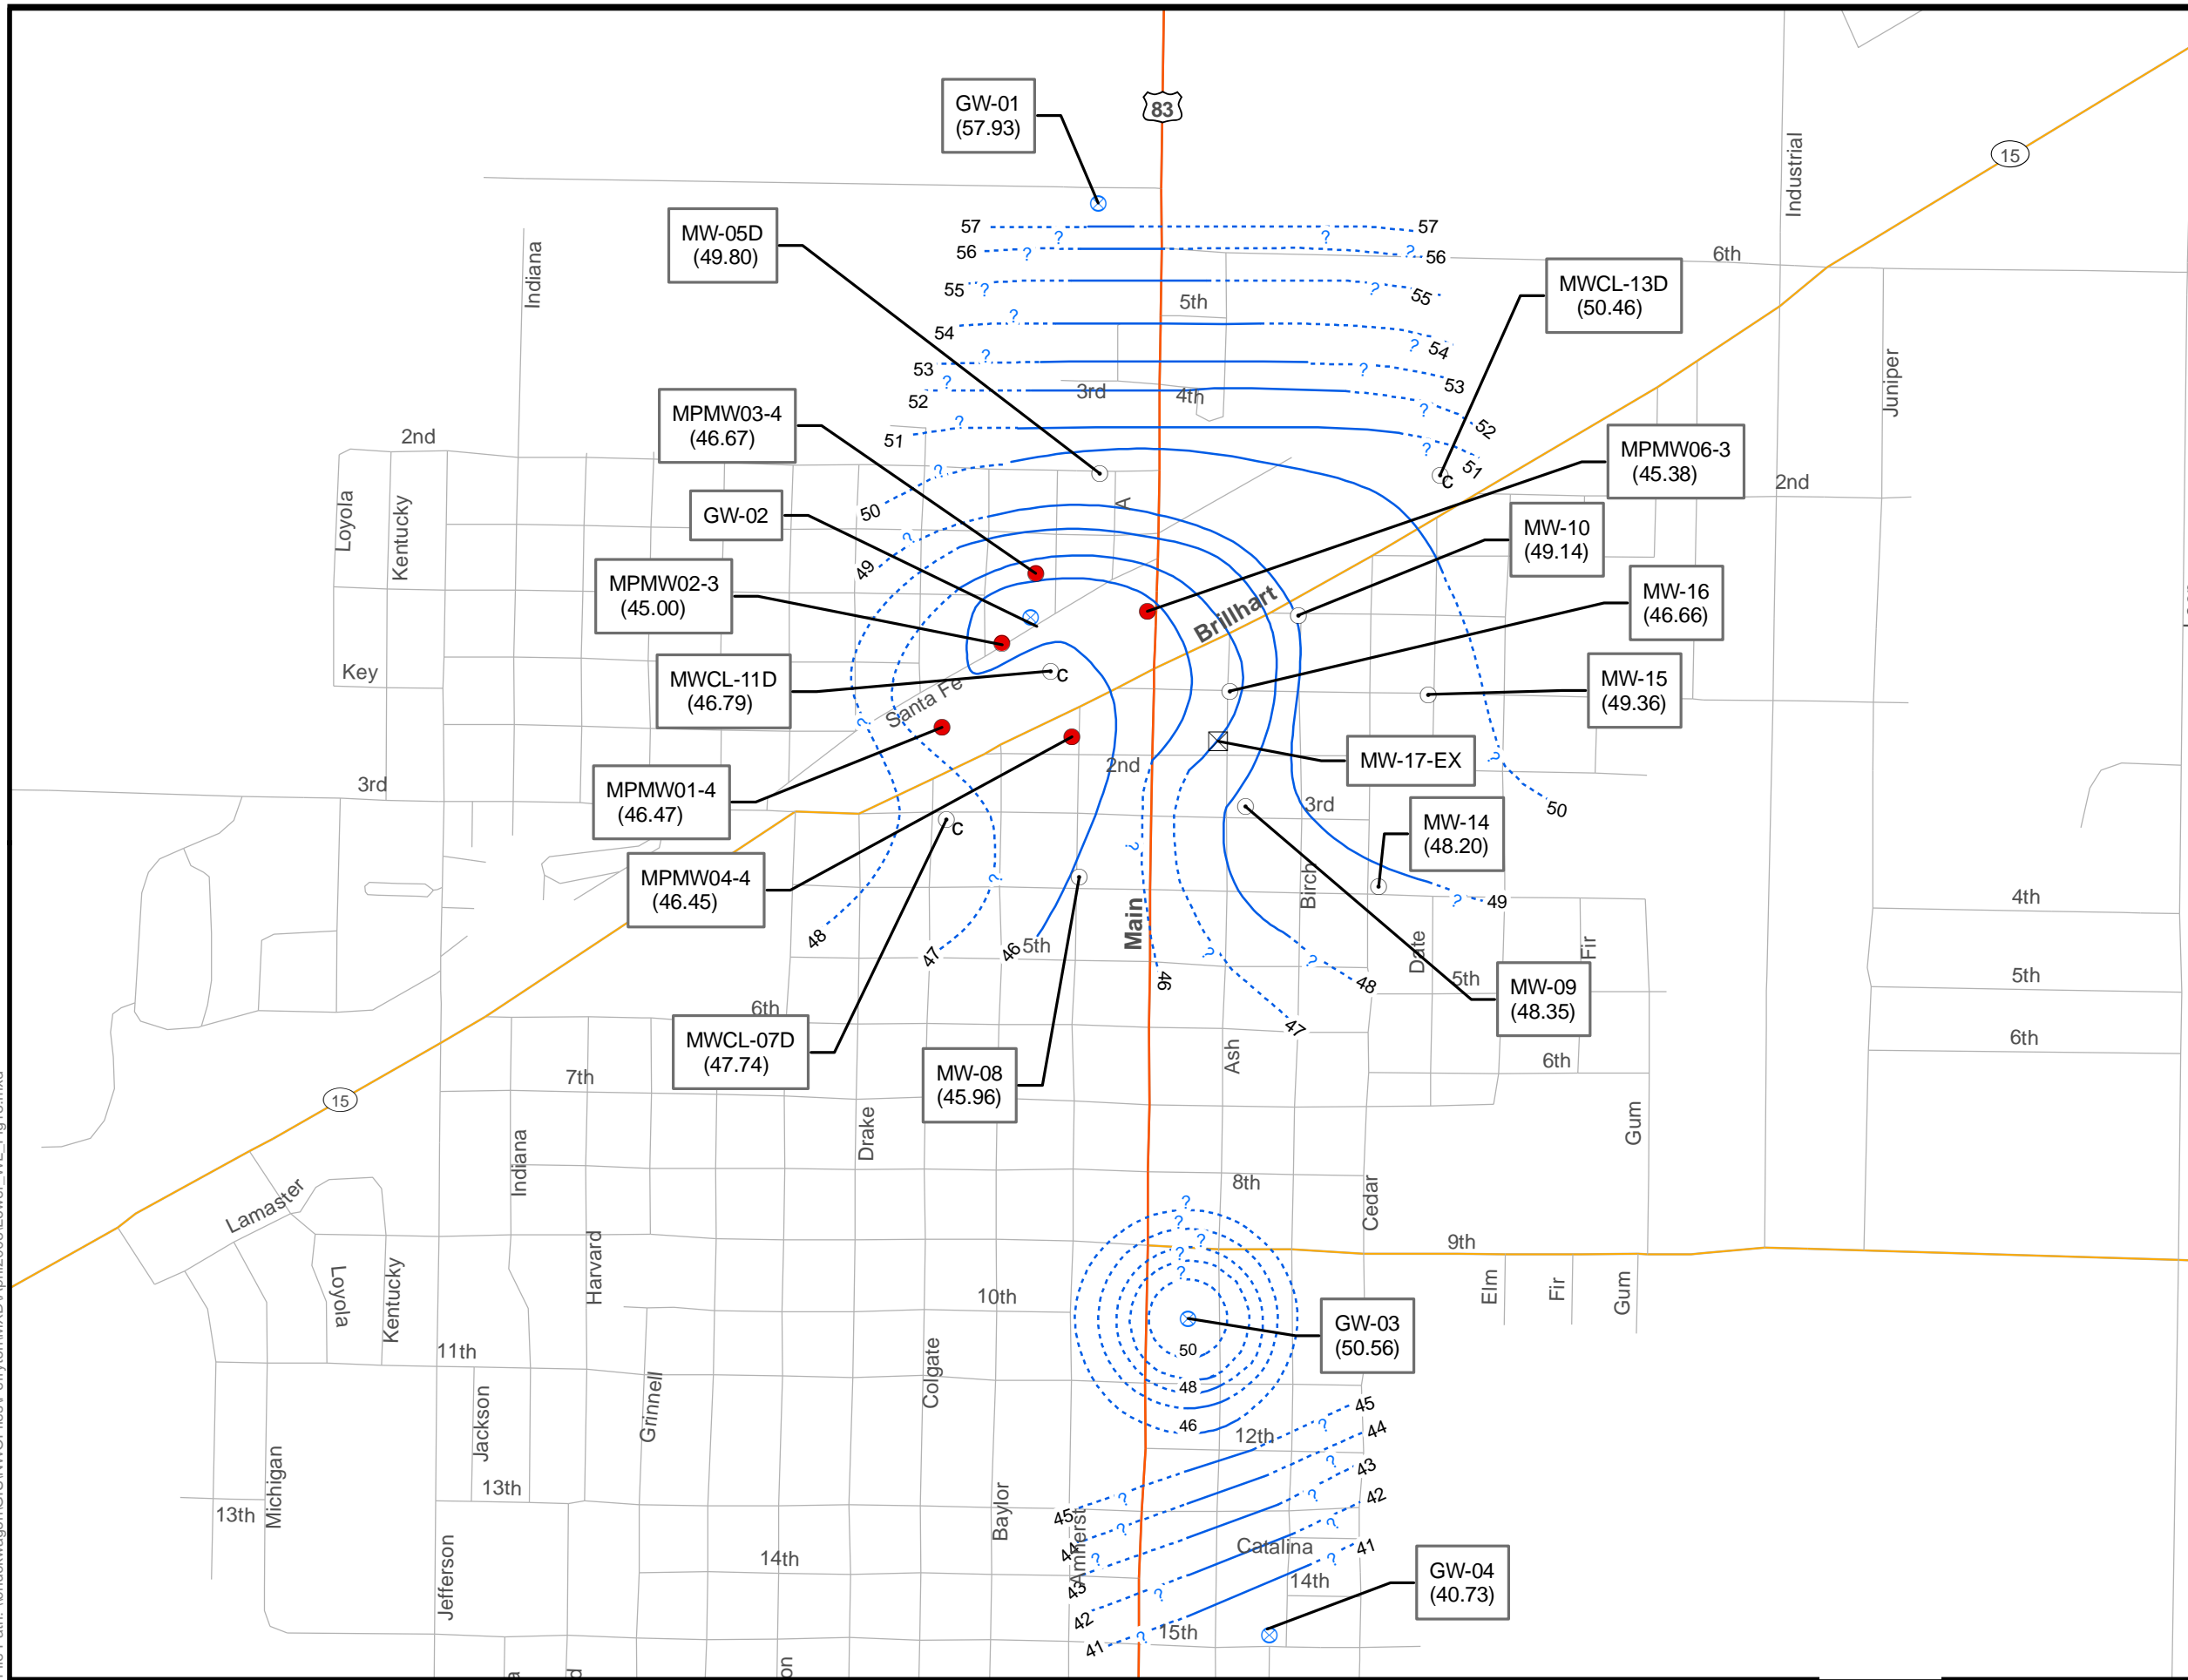 GW-01
(57.93)
83
15
Industrial
MW-05D
(49.80)
Indiana
57
?
?
57
56
?
?
56
6th
55
?
?
55
5th
MWCL-13D
(50.46)
54
?
?
54
53
?
?
53
Juniper
52
?
3rd
4th
?
52
MPMW03-4
(46.67)
2nd
51
?
?
51
C
MPMW06-3
(45.38)
2nd
?
50
A
Loyola
Kentucky
GW-02
MW-10
(49.14)
?
49
MPMW02-3
(45.00)
MW-16
(46.66)
Brillhart
Key
MWCL-11D
(46.79)
C
Santa Fe
MW-15
(49.36)
?
?
MW-17-EX
?
2nd
3rd
MPMW01-4
(46.47)
3rd
50
C
MW-14
(48.20)
?
MPMW04-4
(46.45)
?
Birch
?
49
4th
Main
48
47
46
5th
?
?
Date
Fir
46
48
5th
5th
MW-09
(48.35)
6th
47
MWCL-07D
(47.74)
MW-08
(45.96)
Ash
6th
6th
7th
15
Drake
Gum
Indiana
Lamaster
8th
Cedar
?
?
?
?
?
9th
Harvard
Loyola
Kentucky
Elm
Fir
Gum
10th
GW-03
(50.56)
50
11th
Colgate
48
Jackson
Grinnell
46
45
?
12th
44
?
43
Michigan
13th
13th
Baylor
?
45
?
42
Amherst
?
44
?
Catalina
?
41
43
14th
Jefferson
?
14th
GW-04
(40.73)
42
?
41
15th